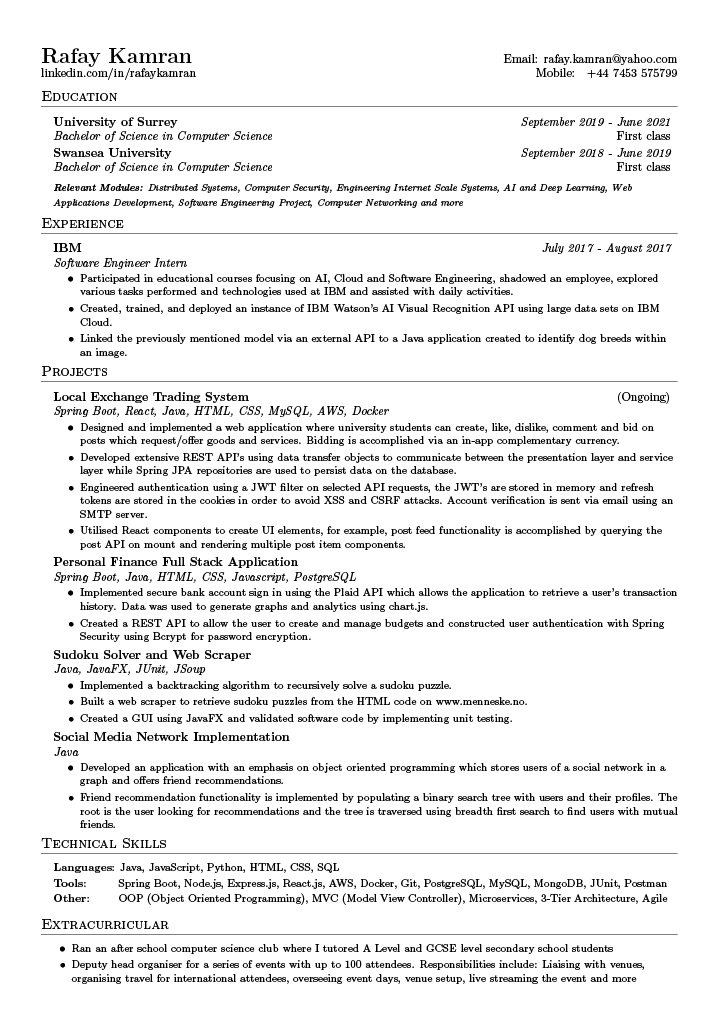 Rafay Kamran
linkedin.com/in/rafaykamran
Email: rafay.kamran@yahoo.com
Mobile: +44 7453 575799
Education
University of Surrey September 2019 - June 2021
Bachelor of Science in Computer Science First class
Swansea University September 2018 - June 2019
Bachelor of Science in Computer Science First class
Relevant Modules: Distributed Systems, Computer Security, Engineering Internet Scale Systems, AI and Deep Learning, Web
Applications Development, Software Engineering Project, Computer Networking and more
Experience
IBM July 2017 - August 2017
Software Engineer Intern
• Participated in educational courses focusing on AI, Cloud and Software Engineering, shadowed an employee, explored
various tasks performed and technologies used at IBM and assisted with daily activities.
• Created, trained, and deployed an instance of IBM Watson's AI Visual Recognition API using large data sets on IBM
Cloud.
• Linked the previously mentioned model via an external API to a Java application created to identify dog breeds within
an image.
Projects
Local Exchange Trading System (Ongoing)
Spring Boot, React, Java, HTML, CSS, MySQL, AWS, Docker
• Designed and implemented a web application where university students can create, like, dislike, comment and bid on
posts which request/offer goods and services. Bidding is accomplished via an in-app complementary currency.
• Developed extensive REST API's using data transfer objects to communicate between the presentation layer and service
layer while Spring JPA repositories are used to persist data on the database.
• Engineered authentication using a JWT filter on selected API requests, the JWT's are stored in memory and refresh
tokens are stored in the cookies in order to avoid XSS and CSRF attacks. Account verification is sent via email using an
SMTP server.
• Utilised React components to create UI elements, for example, post feed functionality is accomplished by querying the
post API on mount and rendering multiple post item components.
Personal Finance Full Stack Application
Spring Boot, Java, HTML, CSS, Javascript, PostgreSQL
• Implemented secure bank account sign in using the Plaid API which allows the application to retrieve a user's transaction
history. Data was used to generate graphs and analytics using chart.js.
• Created a REST API to allow the user to create and manage budgets and constructed user authentication with Spring
Security using Bcrypt for password encryption.
Sudoku Solver and Web Scraper
Java, JavaFX, JUnit, JSoup
• Implemented a backtracking algorithm to recursively solve a sudoku puzzle.
• Built a web scraper to retrieve sudoku puzzles from the HTML code on www.menneske.no.
• Created a GUI using JavaFX and validated software code by implementing unit testing.
Social Media Network Implementation
Java
• Developed an application with an emphasis on object oriented programming which stores users of a social network in a
graph and offers friend recommendations.
• Friend recommendation functionality is implemented by populating a binary search tree with users and their profiles. The
root is the user looking for recommendations and the tree is traversed using breadth first search to find users with mutual
friends.
Technical Skills
Languages: Java, JavaScript, Python, HTML, CSS, SQL
Tools: Spring Boot, Node.js, Express.js, React.js, AWS, Docker, Git, PostgreSQL, MySQL, MongoDB, JUnit, Postman
Other: OOP (Object Oriented Programming), MVC (Model View Controller), Microservices, 3-Tier Architecture, Agile
Extracurricular
• Ran an after school computer science club where I tutored A Level and GCSE level secondary school students
• Deputy head organiser for a series of events with up to 100 attendees. Responsibilities include: Liaising with venues,
organising travel for international attendees, overseeing event days, venue setup, live streaming the event and more